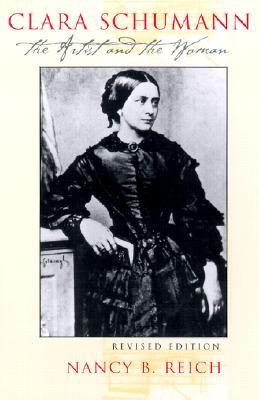 CLARA SCHUMANN
The Artist and the Woman
REVISED EDITION
NANCY B. REICH